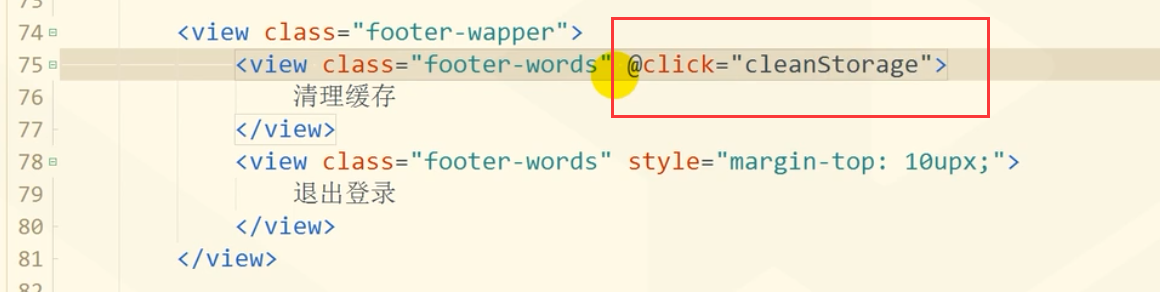 73
74 <view class="footer-wapper">
75 <view class="footer-words" @click="cleanStorage">
76 清理缓存
77 </view>
78 <view class="footer-words" style="margin-top: 10upx;">
79 退出登录
80 </view>
81 </view>
82